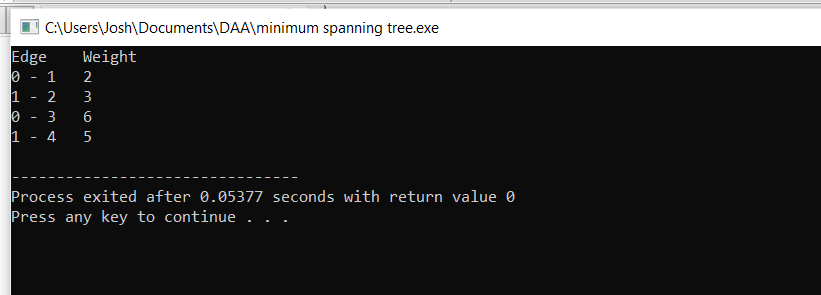 C:\Users\Josh\Documents\DAA\minimum spanning tree.exe
Edge    Weight
0 - 1   2
1 - 2   3
0 - 3   6
1 - 4   5
--------------------------------
Process exited after 0.05377 seconds with return value 0
Press any key to continue . . .